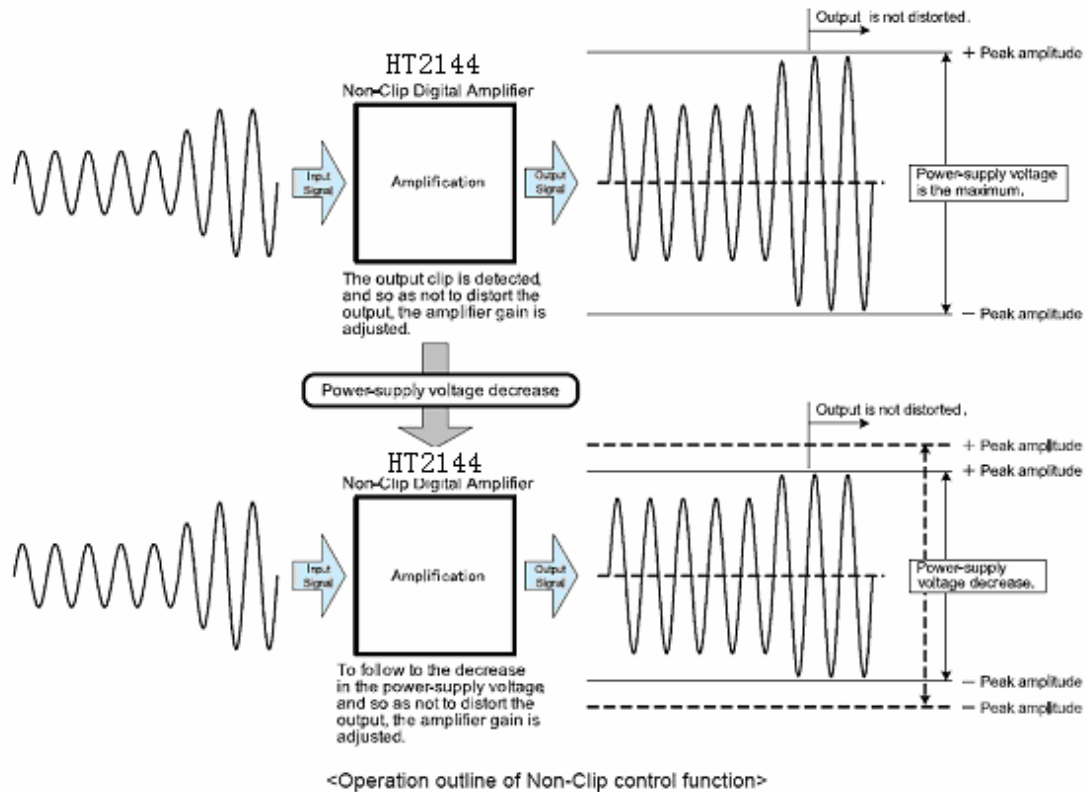 Output is not distorted.
+ Peak amplitude
HT2144
Non-Clip Digital Amplifier
Input
Signal
Amplification
Output
Signal
Power-supply voltage
is the maximum.
The output clip is detected,
and so as not to distort the
output, the amplifier gain is
adjusted.
− Peak amplitude
Power-supply voltage decrease
Output is not distorted.
+ Peak amplitude
+ Peak amplitude
HT2144
Non-Clip Digital Amplifier
Input
Signal
Amplification
Output
Signal
Power-supply
voltage decrease.
To follow to the decrease
in the power-supply voltage,
and so as not to distort the
output, the amplifier gain is
adjusted.
− Peak amplitude
− Peak amplitude
<Operation outline of Non-Clip control function>